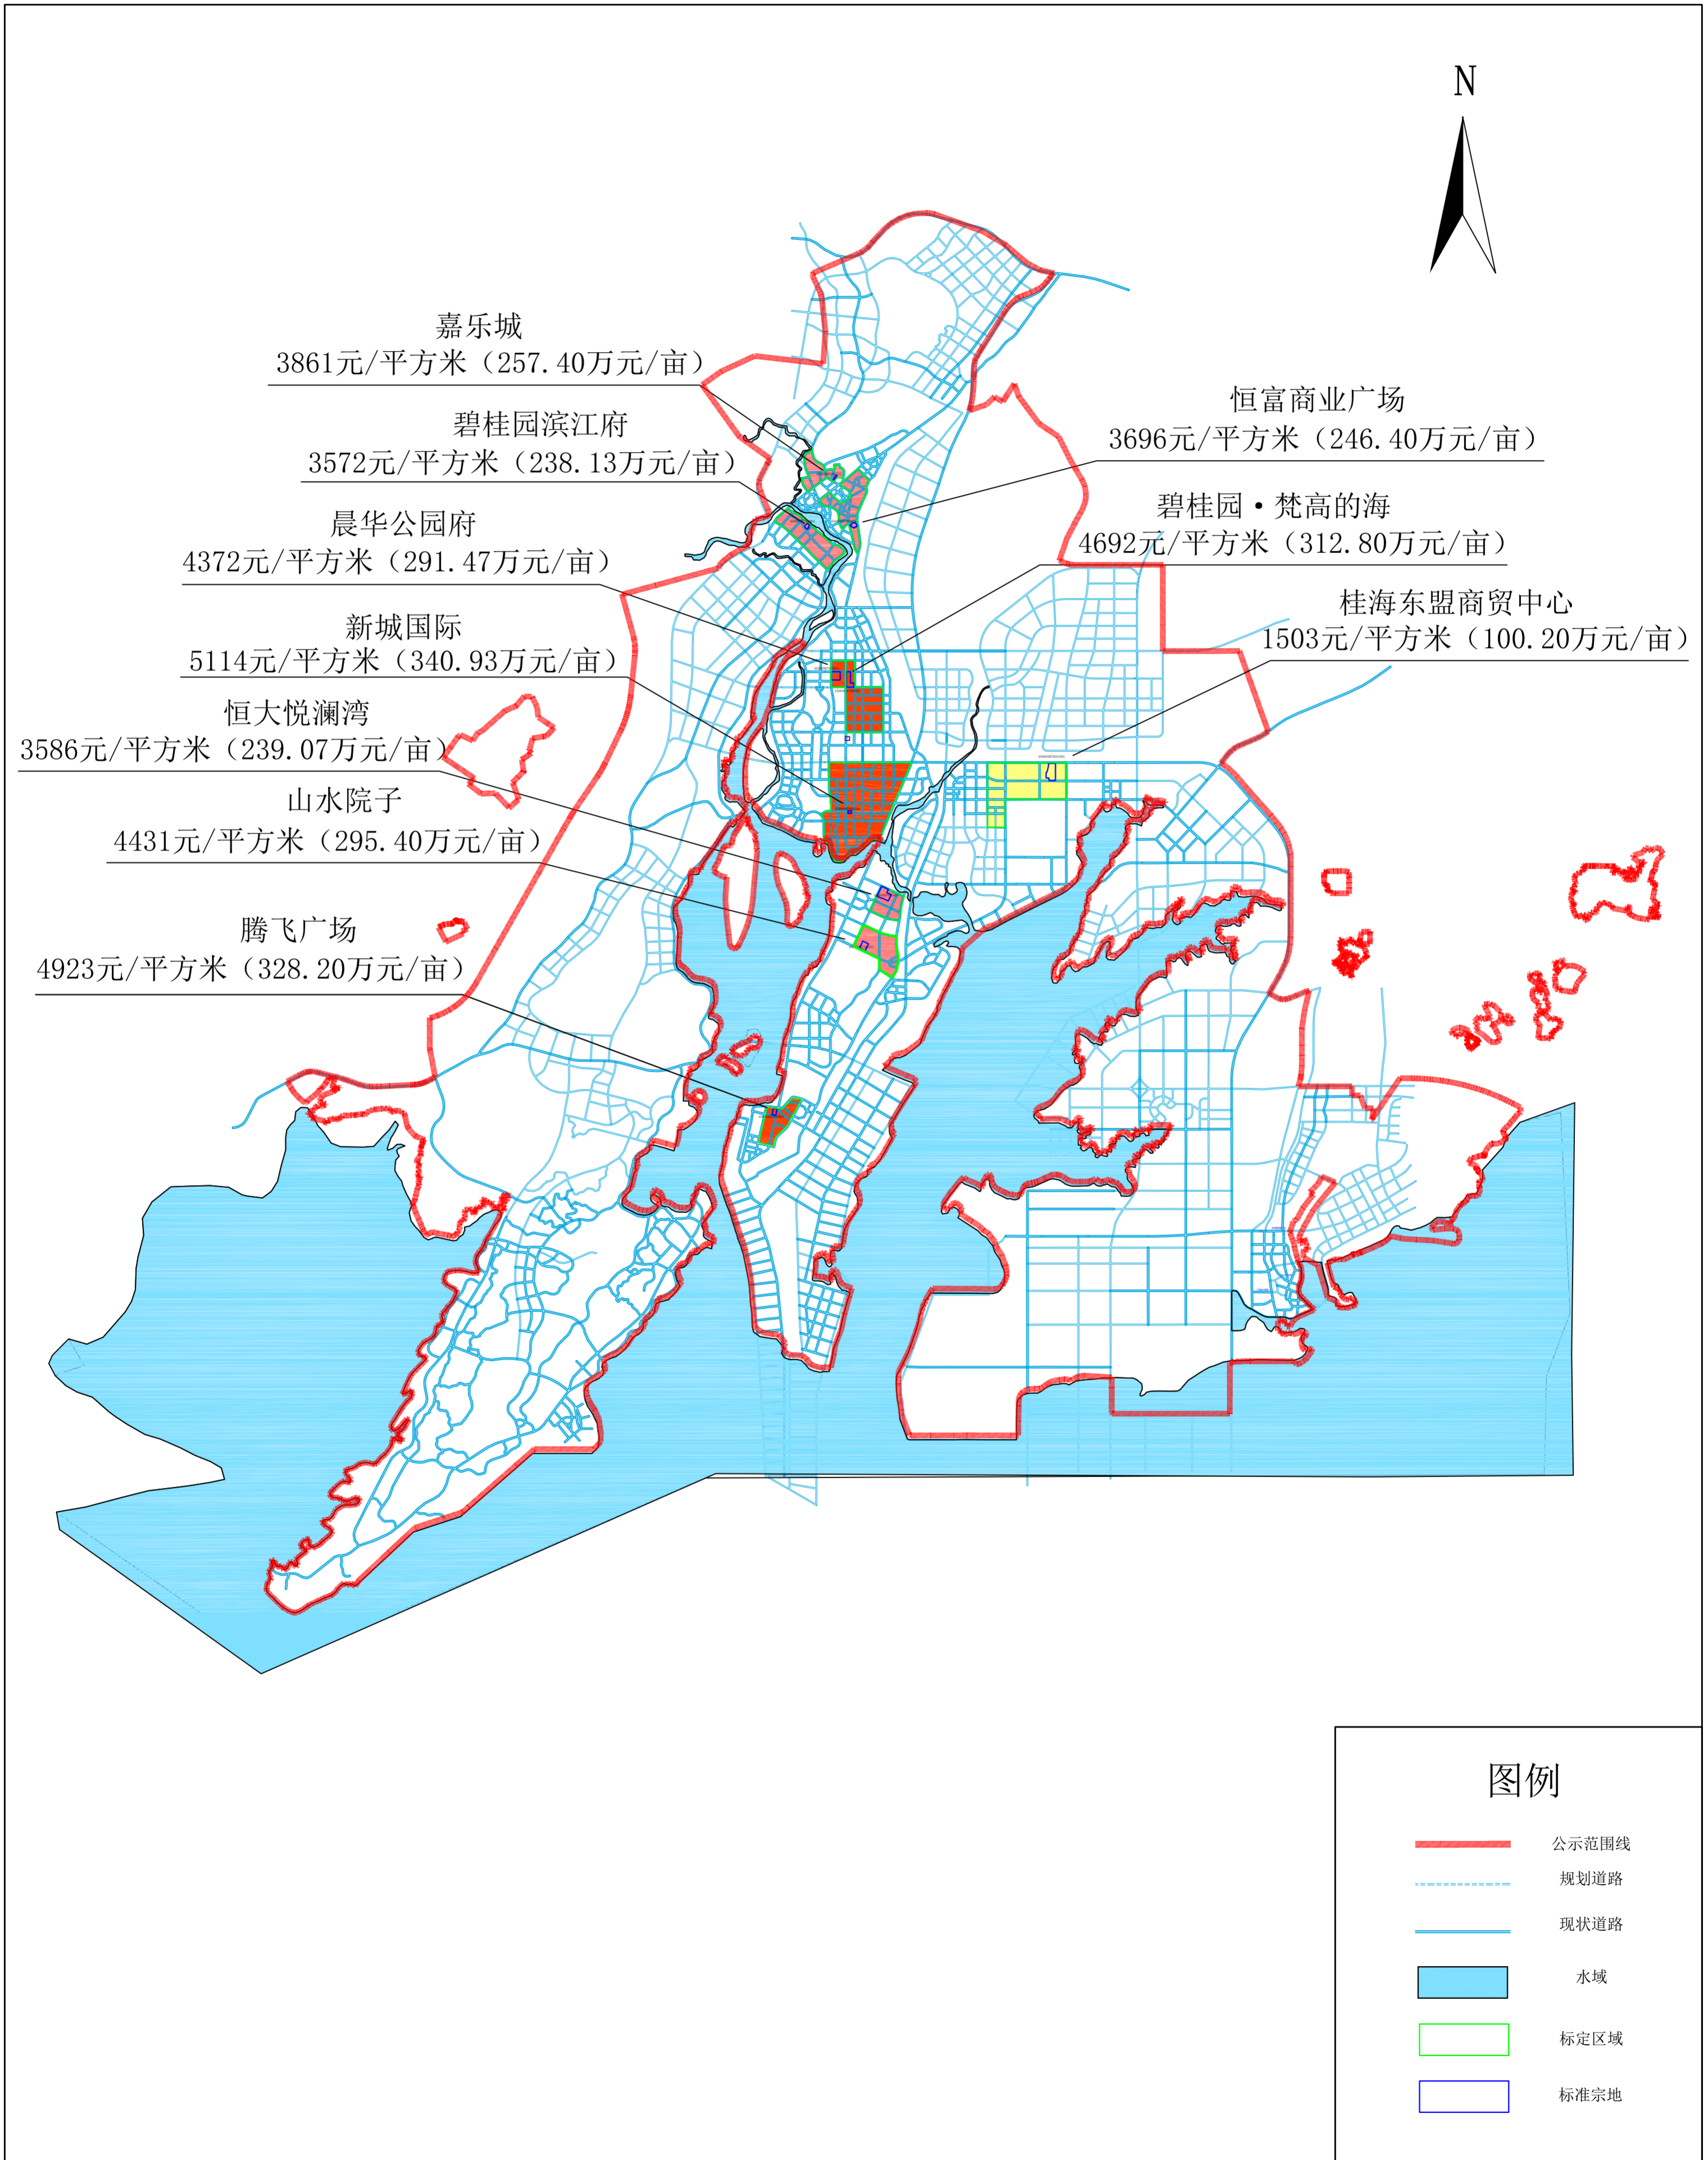 N
嘉乐城
3861元/平方米（257.40万元/亩）
恒富商业广场
3696元/平方米（246.40万元/亩）
碧桂园滨江府
3572元/平方米（238.13万元/亩）
碧桂园·梵高的海
4692元/平方米（312.80万元/亩）
晨华公园府
4372元/平方米（291.47万元/亩）
桂海东盟商贸中心
1503元/平方米（100.20万元/亩）
新城国际
5114元/平方米（340.93万元/亩）
恒大悦澜湾
3586元/平方米（239.07万元/亩）
山水院子
4431元/平方米（295.40万元/亩）
腾飞广场
4923元/平方米（328.20万元/亩）
图例
公示范围线
规划道路
现状道路
水域
标定区域
标准宗地